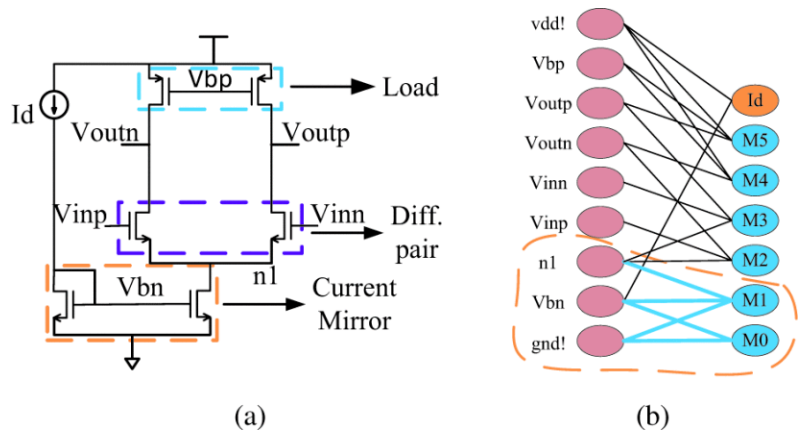 Vbp
Load
Id
Voutn
Voutp
Vinp
Vinn
Diff.
pair
n1
Vbn
Current
Mirror
(a)
vdd!
Vbp
Voutp
Voutn
Vinn
Vinp
n1
Vbn
gnd!
Id
M5
M4
M3
M2
M1
M0
(b)